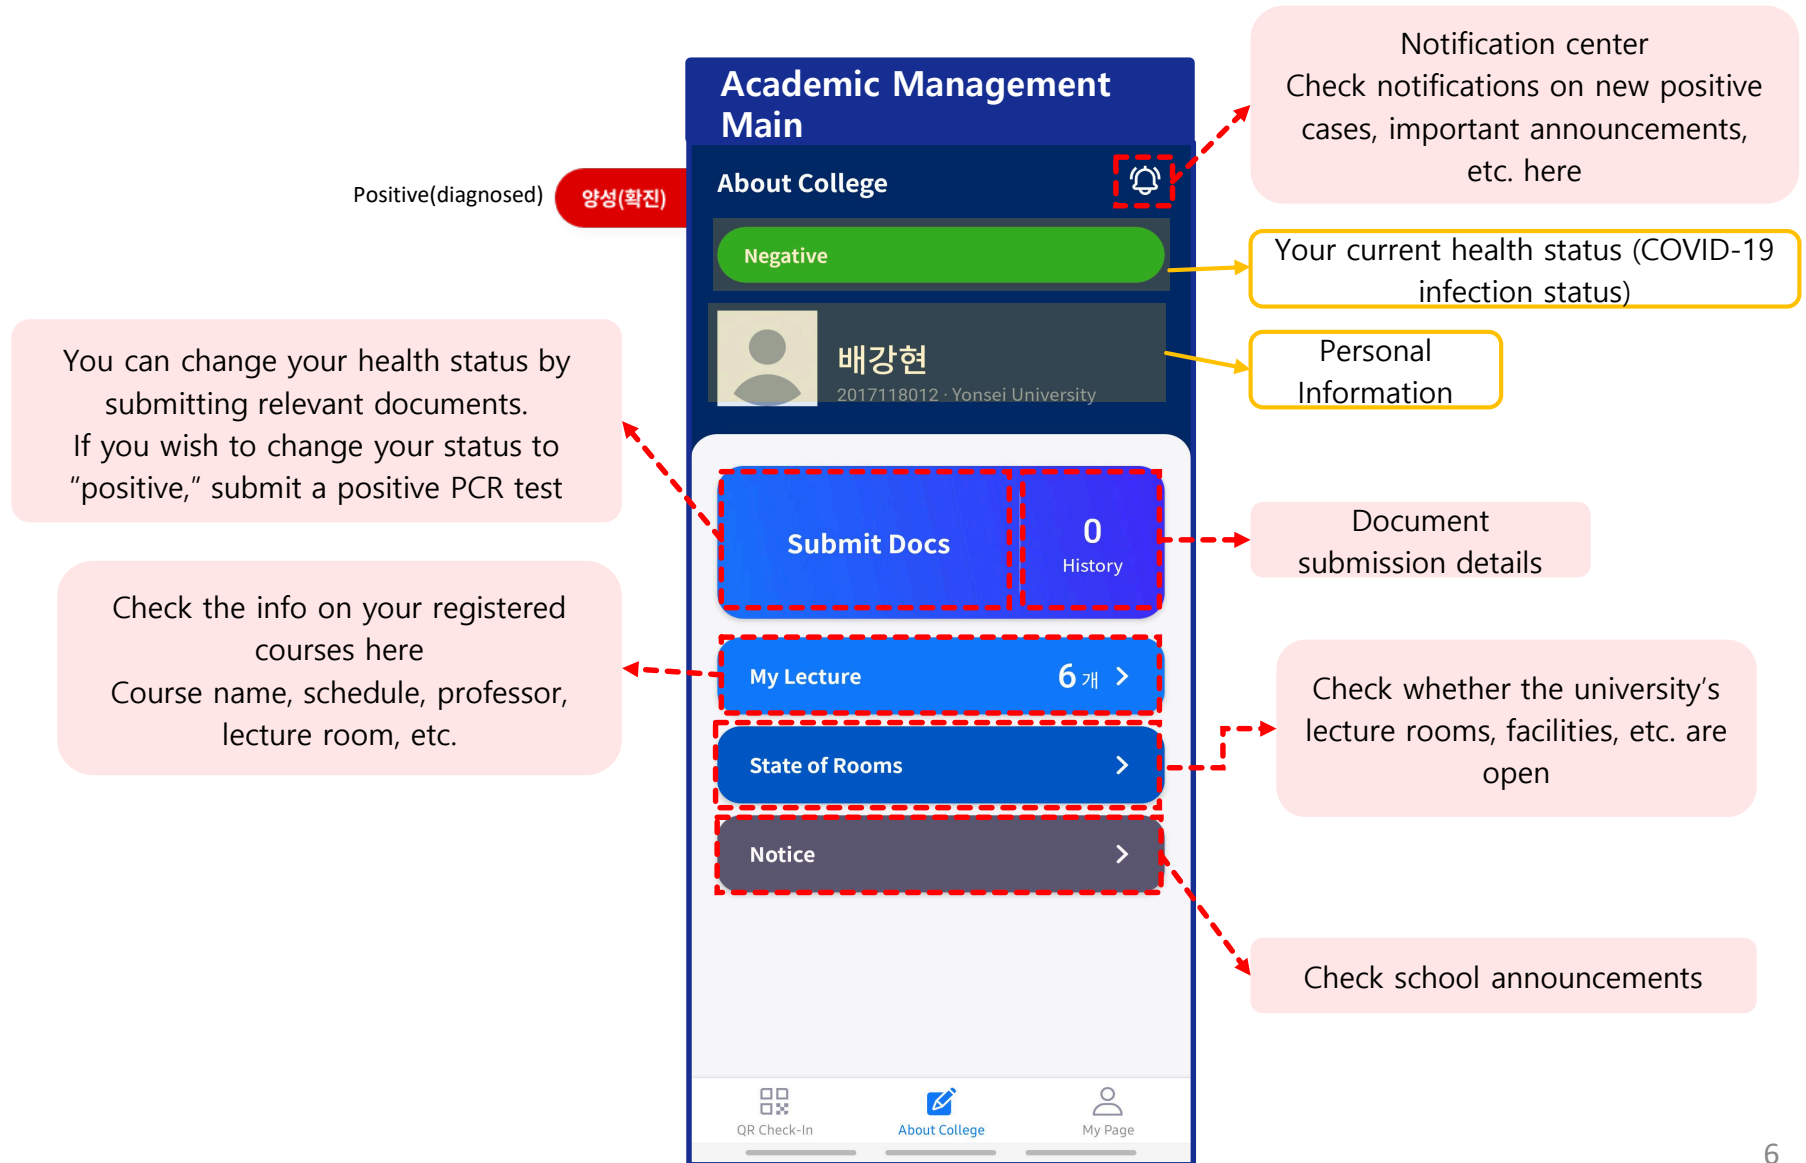 Academic Management
Main
About College
Positive(diagnosed)
양성(확진)
Negative
배강현
2017118012 · Yonsei University
Notification center
Check notifications on new positive
cases, important announcements,
etc. here
Your current health status (COVID-19
infection status)
Personal
Information
You can change your health status by
submitting relevant documents.
If you wish to change your status to
“positive,” submit a positive PCR test
Submit Docs
0
History
Document
submission details
Check the info on your registered
courses here
Course name, schedule, professor,
lecture room, etc.
My Lecture
6 개
State of Rooms
Check whether the university’s
lecture rooms, facilities, etc. are
open
Notice
Check school announcements
QR Check-In
About College
My Page
6